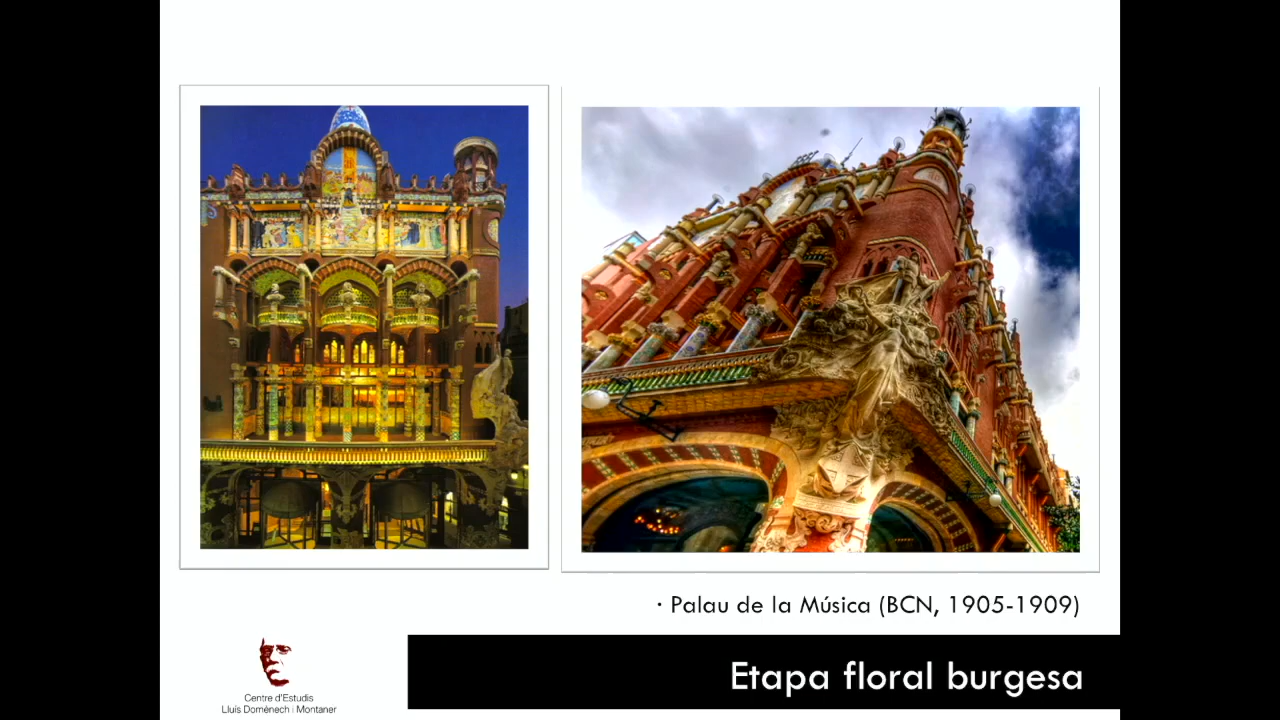 · Palau de la Música (BCN, 1905-1909)
Etapa floral burgesa
Centre d'Estudis
Lluís Domènech i Montaner